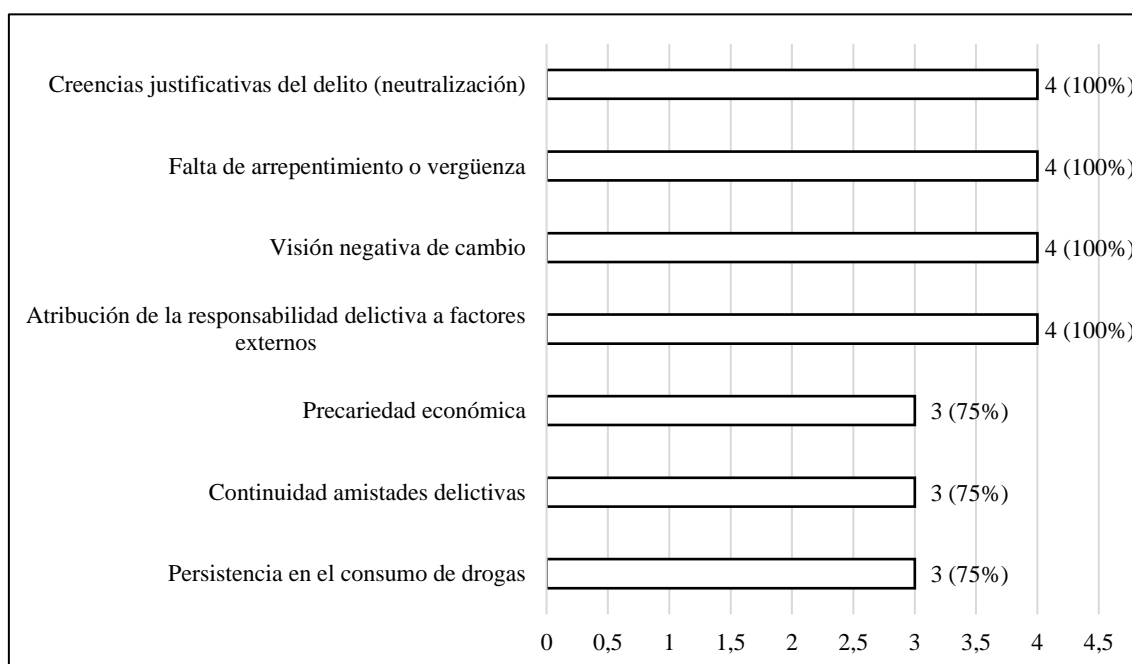 Creencias justificativas del delito (neutralización)
4 (100%)
Falta de arrepentimiento o vergüenza
4 (100%)
Visión negativa de cambio
4 (100%)
Atribución de la responsabilidad delictiva a factores
externos
4 (100%)
Precariedad económica
3 (75%)
Continuidad amistades delictivas
3 (75%)
Persistencia en el consumo de drogas
3 (75%)
0 0,5 1 1,5 2 2,5 3 3,5 4 4,5